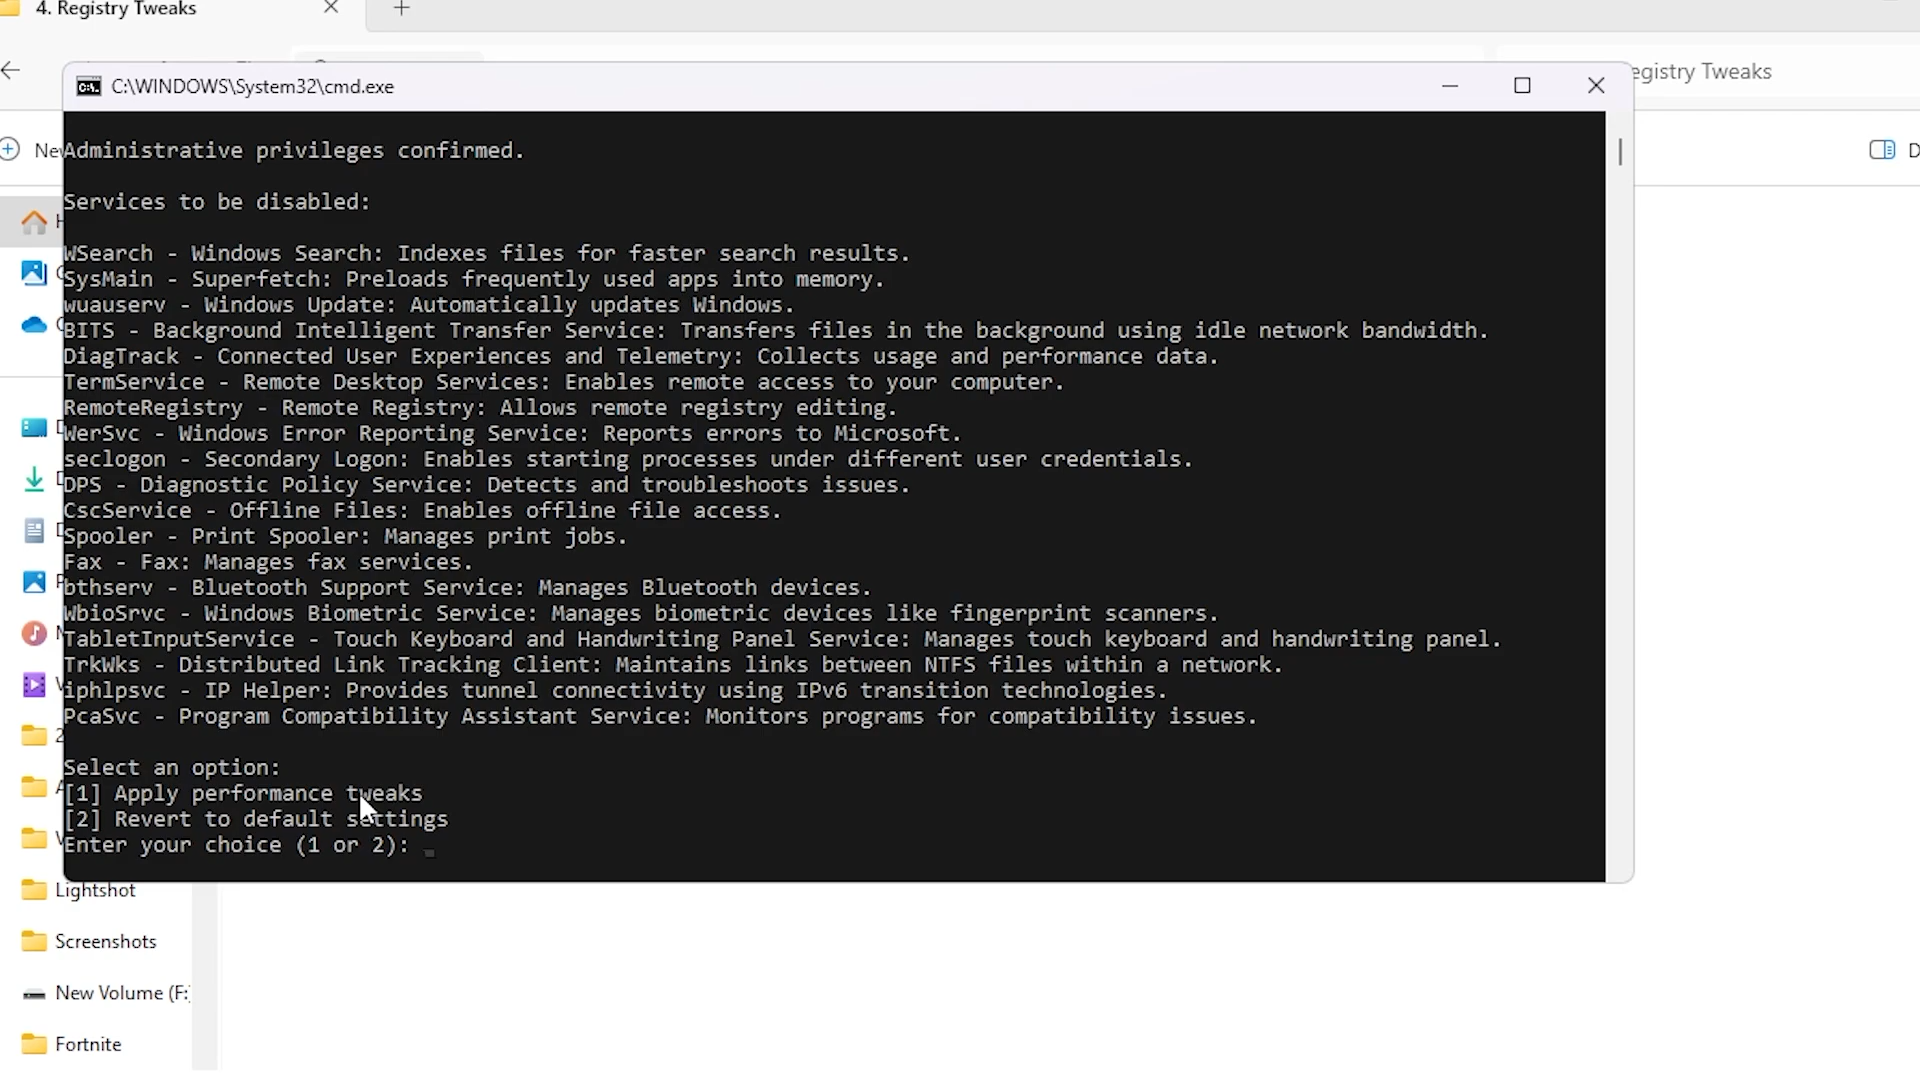 4. Registry Tweaks
C:\WINDOWS\System32\cmd.exe
egistry Tweaks
Administrative privileges confirmed.
Services to be disabled:
WSearch - Windows Search: Indexes files for faster search results.
SysMain - Superfetch: Preloads frequently used apps into memory.
wuauserv - Windows Update: Automatically updates Windows.
BITS - Background Intelligent Transfer Service: Transfers files in the background using idle network bandwidth.
DiagTrack - Connected User Experiences and Telemetry: Collects usage and performance data.
TermService - Remote Desktop Services: Enables remote access to your computer.
RemoteRegistry - Remote Registry: Allows remote registry editing.
WerSvc - Windows Error Reporting Service: Reports errors to Microsoft.
seclogon - Secondary Logon: Enables starting processes under different user credentials.
DPS - Diagnostic Policy Service: Detects and troubleshoots issues.
CscService - Offline Files: Enables offline file access.
Spooler - Print Spooler: Manages print jobs.
Fax - Fax: Manages fax services.
bthserv - Bluetooth Support Service: Manages Bluetooth devices.
WbioSrvc - Windows Biometric Service: Manages biometric devices like fingerprint scanners.
TabletInputService - Touch Keyboard and Handwriting Panel Service: Manages touch keyboard and handwriting panel.
TrkWks - Distributed Link Tracking Client: Maintains links between NTFS files within a network.
iphlpsvc - IP Helper: Provides tunnel connectivity using IPv6 transition technologies.
PcaSvc - Program Compatibility Assistant Service: Monitors programs for compatibility issues.
Select an option:
[1] Apply performance tweaks
[2] Revert to default settings
Enter your choice (1 or 2): _
Lightshot
Screenshots
New Volume (F:
Fortnite